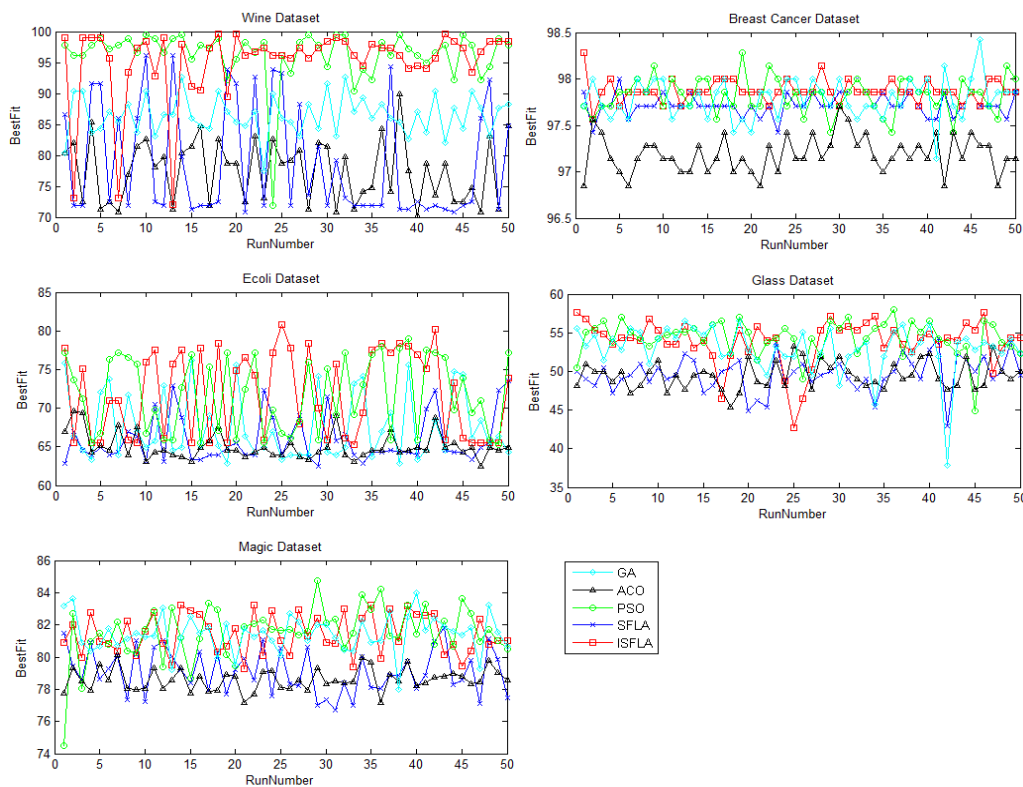 Wine Dataset
100
95
90
85
80
75
70
BestFit
0 5 10 15 20 25 30 35 40 45 50
RunNumber
Breast Cancer Dataset
98.5
98
97.5
97
96.5
BestFit
0 5 10 15 20 25 30 35 40 45 50
RunNumber
Ecoli Dataset
85
80
75
70
65
60
BestFit
0 5 10 15 20 25 30 35 40 45 50
RunNumber
Glass Dataset
60
55
50
45
40
35
BestFit
0 5 10 15 20 25 30 35 40 45 50
RunNumber
Magic Dataset
86
84
82
80
78
76
74
BestFit
0 5 10 15 20 25 30 35 40 45 50
RunNumber
GA
ACO
PSO
SFLA
ISFLA